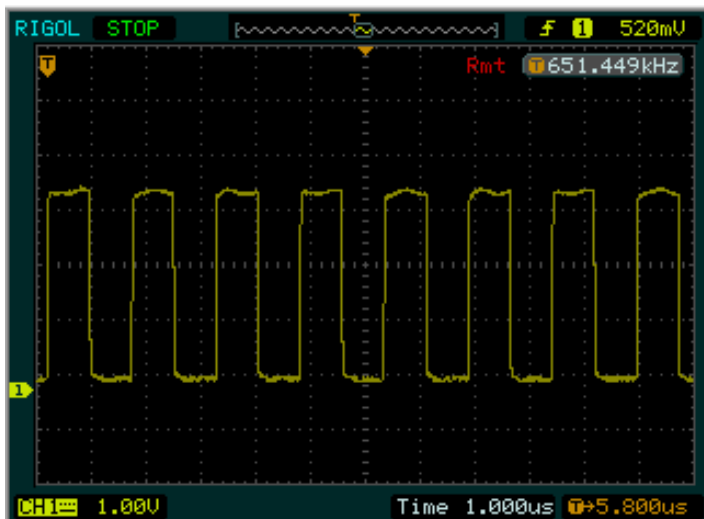 RIGOL STOP T 1 520mV
T Rmt T651.449kHz
1
CH1 1.00V Time 1.000us T→5.800us